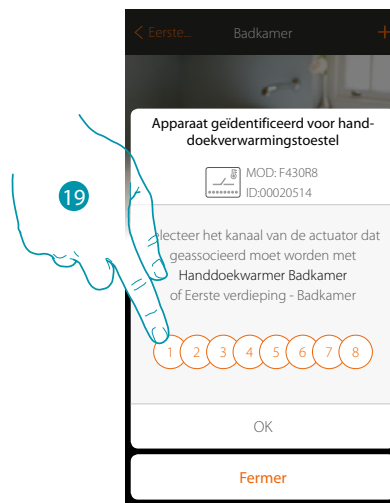 < Eerste... Badkamer +
Apparaat geïdentificeerd voor hand-
doekverwarmingstoestel
MOD: F430R8
ID:00020514
19
electeer het kanaal van de actuator dat
geassocieerd moet worden met
Handdoekwarmer Badkamer
of Eerste verdieping - Badkamer
1 2 3 4 5 6 7 8
OK
Fermer